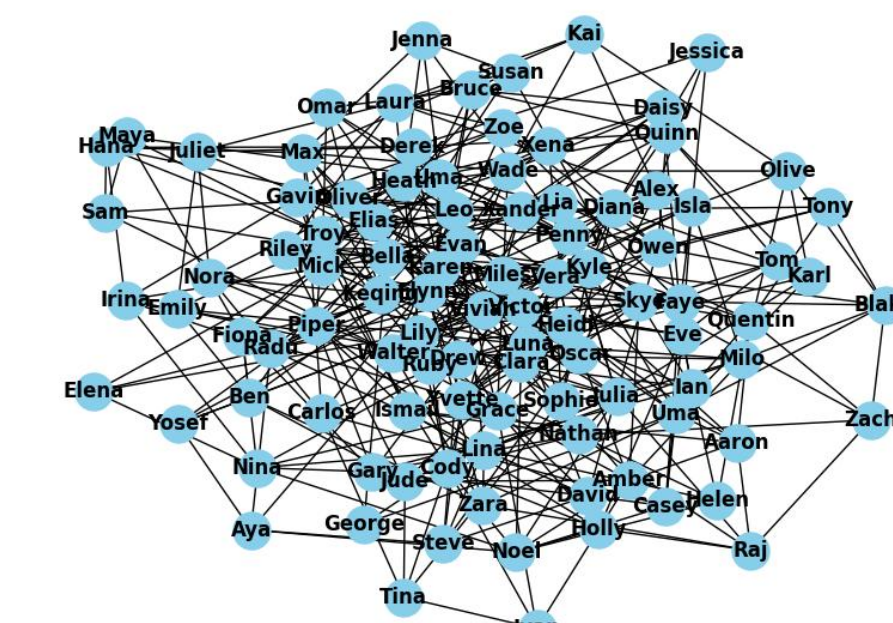 Jenna
Kai
Jessica
Susan
Bruce
Omar
Laura
Daisy
Zoe
Quinn
Maya
Hana
Juliet
Max
Derek
Xena
Wade
Olive
Heath
Uma
Alex
Gavin
Oliver
Sam
Leo
Xander
Lia
Diana
Isla
Tony
Elias
Troy
Penny
Riley
Evan
Owen
Mick
Bella
Karen
Miles
Vera
Kyle
Tom
Karl
Nora
Irina
Emily
Keqing
Flynn
Vivian
Victor
Skye
Faye
Quentin
Fiona
Radu
Piper
Lily
Heidi
Eve
Luna
Walter
Ruby
Drew
Clara
Oscar
Milo
Elena
Ben
Ian
Yosef
Carlos
Yvette
Grace
Sophie
Julia
Uma
Zach
Nathan
Aaron
Nina
Gary
Jude
Cody
Lina
Amber
David
Zara
Casey
Helen
Aya
George
Steve
Noel
Holly
Raj
Tina